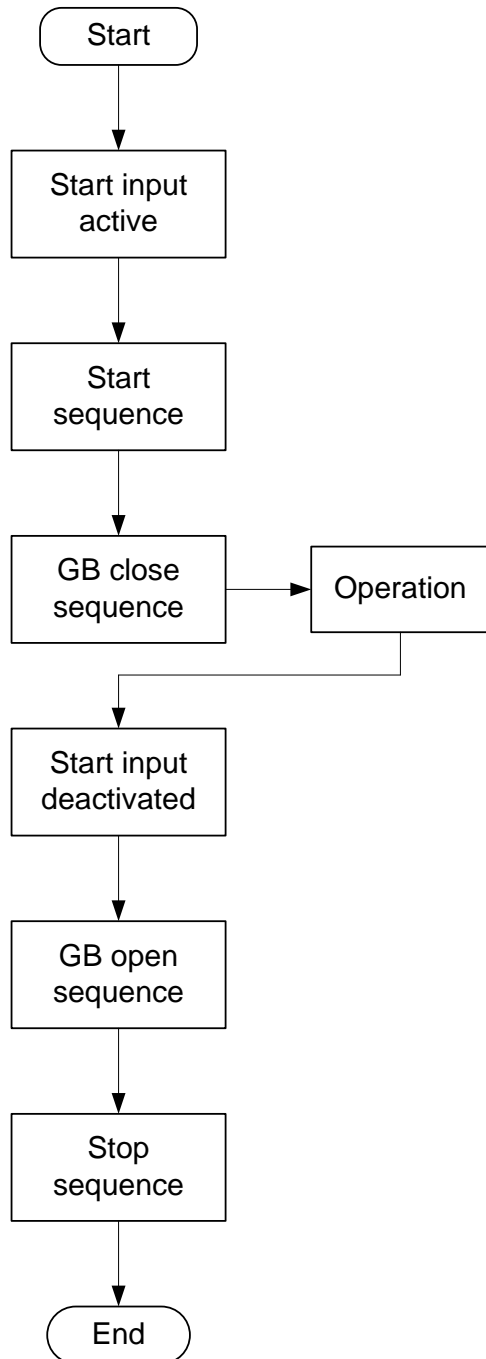 Start
Start input
active
Start
sequence
GB close
sequence
Operation
Start input
deactivated
GB open
sequence
Stop
sequence
End